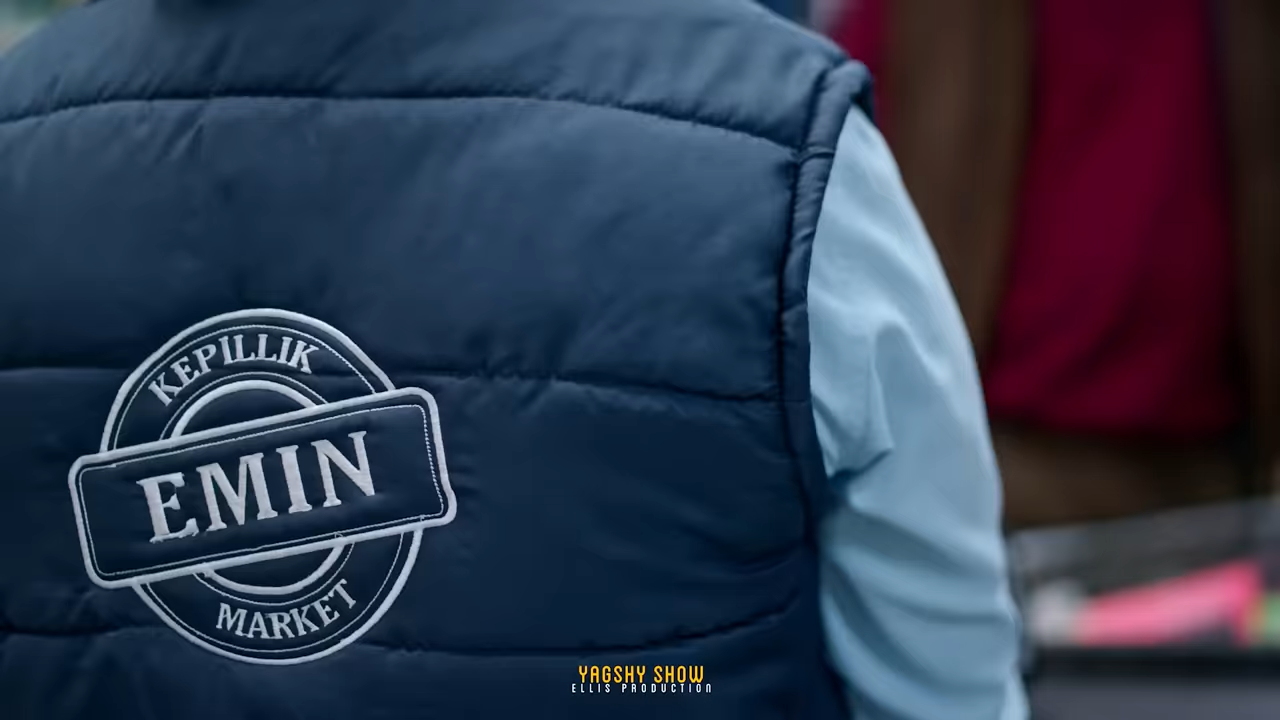 KEPILLIK
EMIN
MARKET
YAGSHY SHOW
ELLIS PRODUCTION